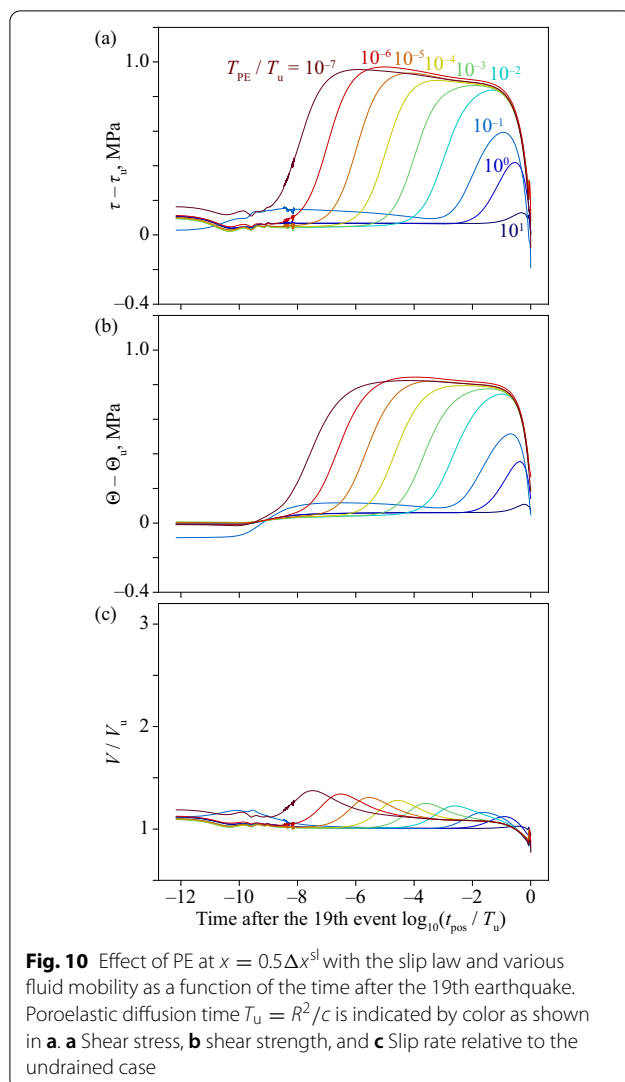 (a)
1.0
T_PE / T_u = 10⁻⁷
10⁻⁶
10⁻⁵
10⁻⁴
10⁻³
10⁻²
10⁻¹
10⁰
10¹
τ − τ_u, MPa
0
−0.4
(b)
1.0
Θ − Θ_u, MPa
0
−0.4
(c)
3
2
V / V_u
1
−12 −10 −8 −6 −4 −2 0
Time after the 19th event log₁₀(t_pos / T_u)
Fig. 10 Effect of PE at x = 0.5Δx^sl with the slip law and various
fluid mobility as a function of the time after the 19th earthquake.
Poroelastic diffusion time T_u = R²/c is indicated by color as shown
in a. a Shear stress, b shear strength, and c Slip rate relative to the
undrained case